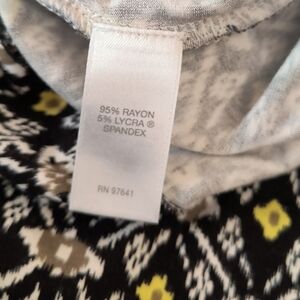 95% RAYON
5% LYCRA ®
SPANDEX
RN 97641